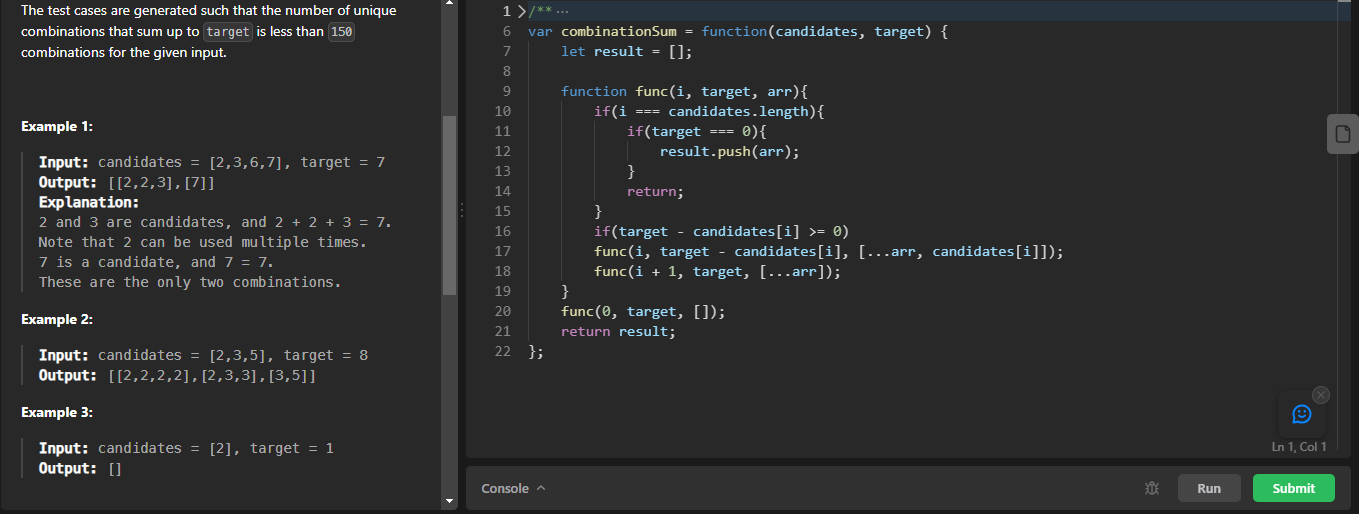 The test cases are generated such that the number of unique
combinations that sum up to target is less than 150
combinations for the given input.
Example 1:
Input: candidates = [2,3,6,7], target = 7
Output: [[2,2,3],[7]]
Explanation:
2 and 3 are candidates, and 2 + 2 + 3 = 7.
Note that 2 can be used multiple times.
7 is a candidate, and 7 = 7.
These are the only two combinations.
Example 2:
Input: candidates = [2,3,5], target = 8
Output: [[2,2,2,2],[2,3,3],[3,5]]
Example 3:
Input: candidates = [2], target = 1
Output: []
1 /** ...
6 var combinationSum = function(candidates, target) {
7 let result = [];
8
9 function func(i, target, arr){
10 if(i === candidates.length){
11 if(target === 0){
12 result.push(arr);
13 }
14 return;
15 }
16 if(target - candidates[i] >= 0)
17 func(i, target - candidates[i], [...arr, candidates[i]]);
18 func(i + 1, target, [...arr]);
19 }
20 func(0, target, []);
21 return result;
22 };
Ln 1, Col 1
Console
Run
Submit